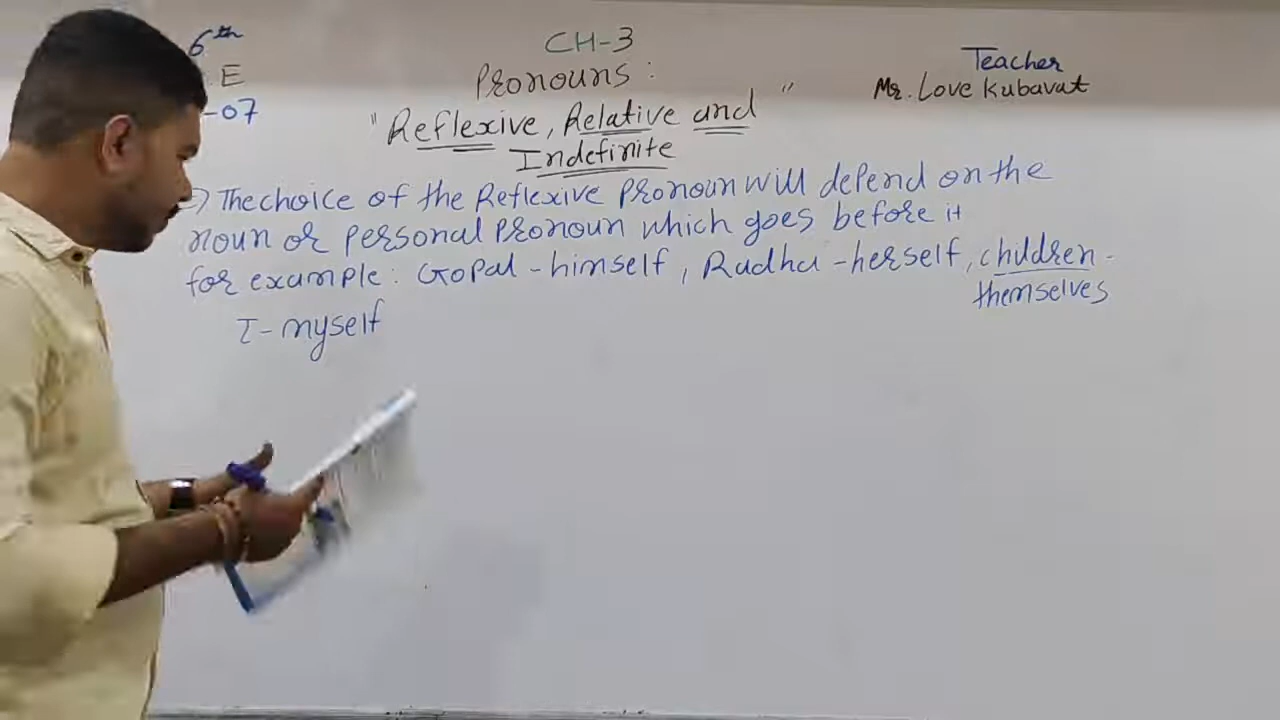 6th
E
-07
CH-3
Pronouns:
"Reflexive, Relative and
Indefinite"
Teacher
Mr. Love Kubavat
The choice of the Reflexive Pronoun will depend on the
noun or personal pronoun which goes before it
for example: Gopal - himself, Radha - herself, children -
themselves
I - myself